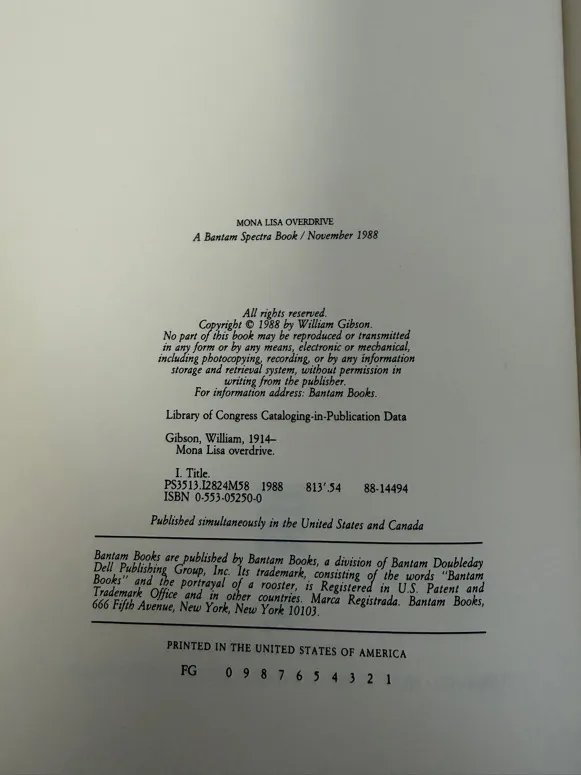 MONA LISA OVERDRIVE
A Bantam Spectra Book / November 1988
All rights reserved.
Copyright © 1988 by William Gibson.
No part of this book may be reproduced or transmitted
in any form or by any means, electronic or mechanical,
including photocopying, recording, or by any information
storage and retrieval system, without permission in
writing from the publisher.
For information address: Bantam Books.
Library of Congress Cataloging-in-Publication Data
Gibson, William, 1914–
Mona Lisa overdrive.
I. Title.
PS3513.I2824M58 1988 813'.54 88-14494
ISBN 0-553-05250-0
Published simultaneously in the United States and Canada
Bantam Books are published by Bantam Books, a division of Bantam Doubleday
Dell Publishing Group, Inc. Its trademark, consisting of the words "Bantam
Books" and the portrayal of a rooster, is Registered in U.S. Patent and
Trademark Office and in other countries. Marca Registrada. Bantam Books,
666 Fifth Avenue, New York, New York 10103.
PRINTED IN THE UNITED STATES OF AMERICA
FG 0 9 8 7 6 5 4 3 2 1